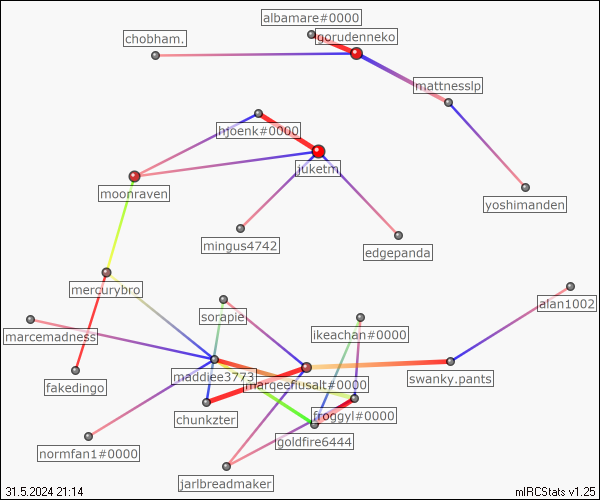 albamare#0000
gorudenneko
chobham.
mattnesslp
hjoenk#0000
juketm
moonraven
yoshimanden
mingus4742
edgepanda
mercurybro
alan1002
sorapie
marcemadness
ikeachan#0000
maddiee3773
marqueeflusalt#0000
swanky.pants
fakedingo
chunkzter
froggyl#0000
goldfire6444
normfan1#0000
jarlbreadmaker
31.5.2024 21:14
mIRCStats v1.25